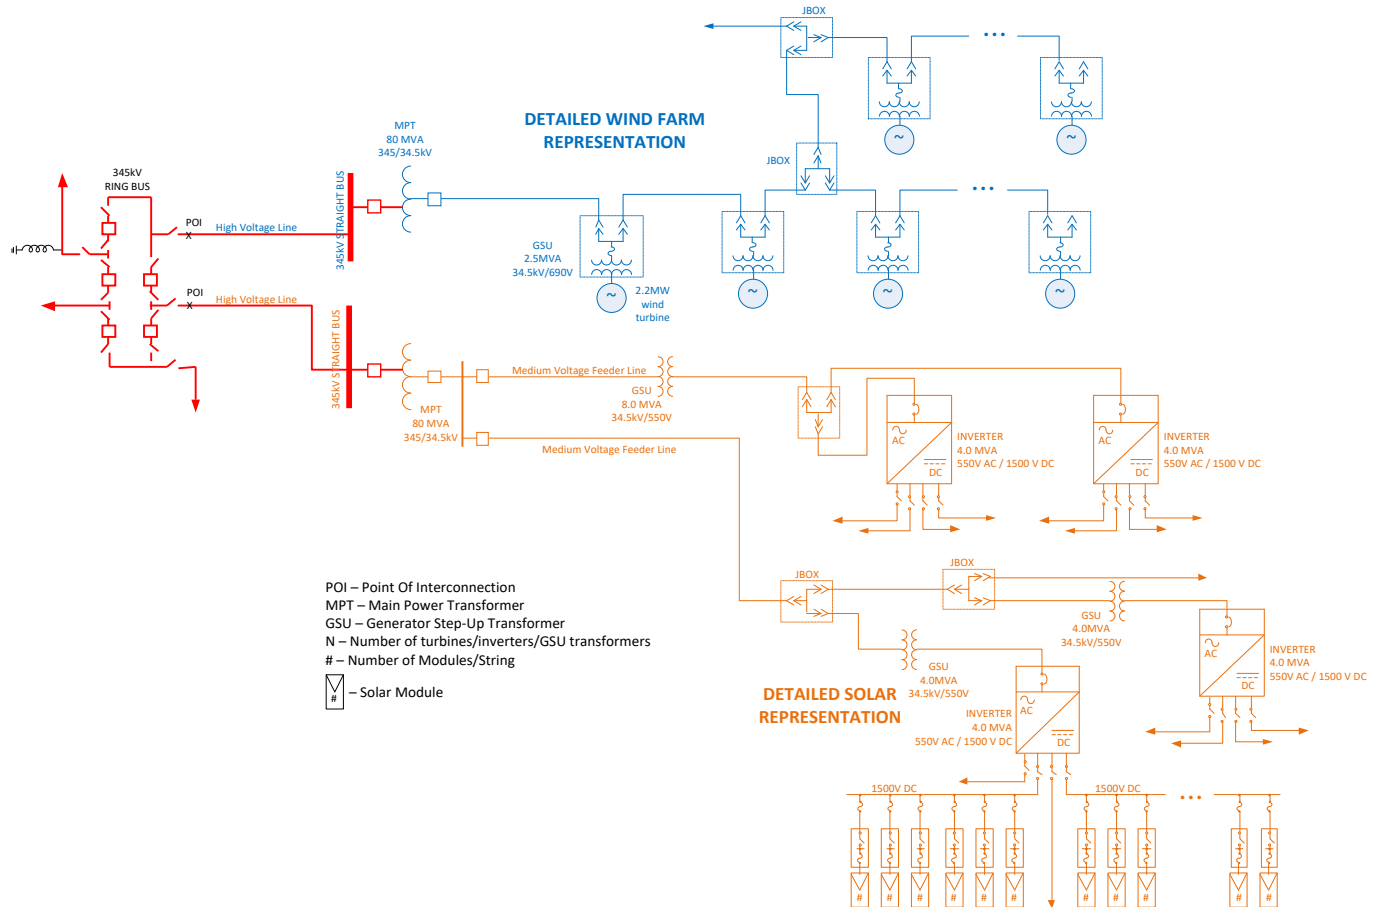 JBOX
DETAILED WIND FARM
REPRESENTATION
MPT
80 MVA
345/34.5kV
JBOX
345kV
RING BUS
POI
X
High Voltage Line
345kV STRAIGHT BUS
GSU
2.5MVA
34.5kV/690V
~
~
~
~
~
~
2.2MW
wind
turbine
POI
X
High Voltage Line
345kV STRAIGHT BUS
MPT
80 MVA
345/34.5kV
Medium Voltage Feeder Line
GSU
8.0 MVA
34.5kV/550V
Medium Voltage Feeder Line
AC
DC
INVERTER
4.0 MVA
550V AC / 1500 V DC
AC
DC
INVERTER
4.0 MVA
550V AC / 1500 V DC
JBOX
JBOX
GSU
4.0MVA
34.5kV/550V
AC
DC
INVERTER
4.0 MVA
550V AC / 1500 V DC
GSU
4.0MVA
34.5kV/550V
POI – Point Of Interconnection
MPT – Main Power Transformer
GSU – Generator Step-Up Transformer
N – Number of turbines/inverters/GSU transformers
# – Number of Modules/String
# – Solar Module
DETAILED SOLAR
REPRESENTATION
INVERTER
4.0 MVA
550V AC / 1500 V DC
AC
DC
1500V DC
1500V DC
# # # # # # # # # # #